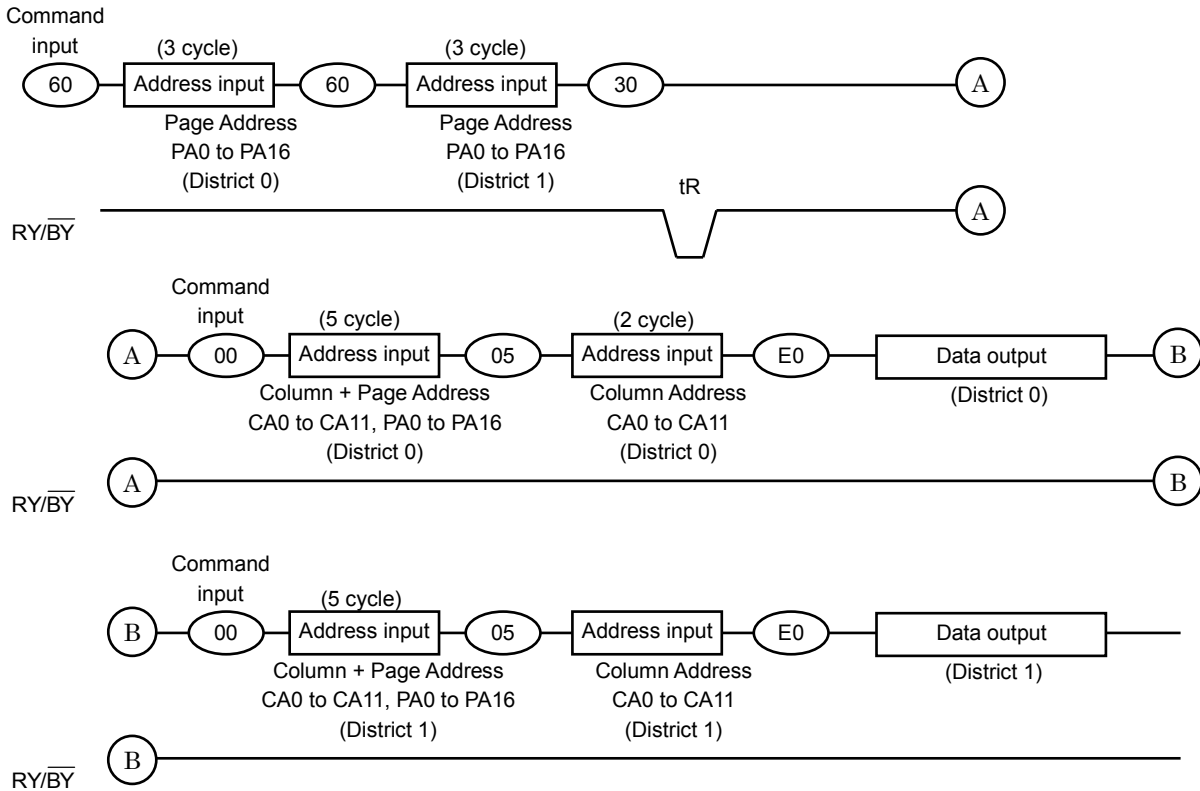 Command
input
(3 cycle)
(3 cycle)
60
Address input
60
Address input
30
A
Page Address
PA0 to PA16
(District 0)
Page Address
PA0 to PA16
(District 1)
tR
RY/BY
A
Command
input
(5 cycle)
(2 cycle)
A
00
Address input
05
Address input
E0
Data output
B
Column + Page Address
CA0 to CA11, PA0 to PA16
(District 0)
Column Address
CA0 to CA11
(District 0)
(District 0)
RY/BY
A
B
Command
input
(5 cycle)
B
00
Address input
05
Address input
E0
Data output
Column + Page Address
CA0 to CA11, PA0 to PA16
(District 1)
Column Address
CA0 to CA11
(District 1)
(District 1)
RY/BY
B